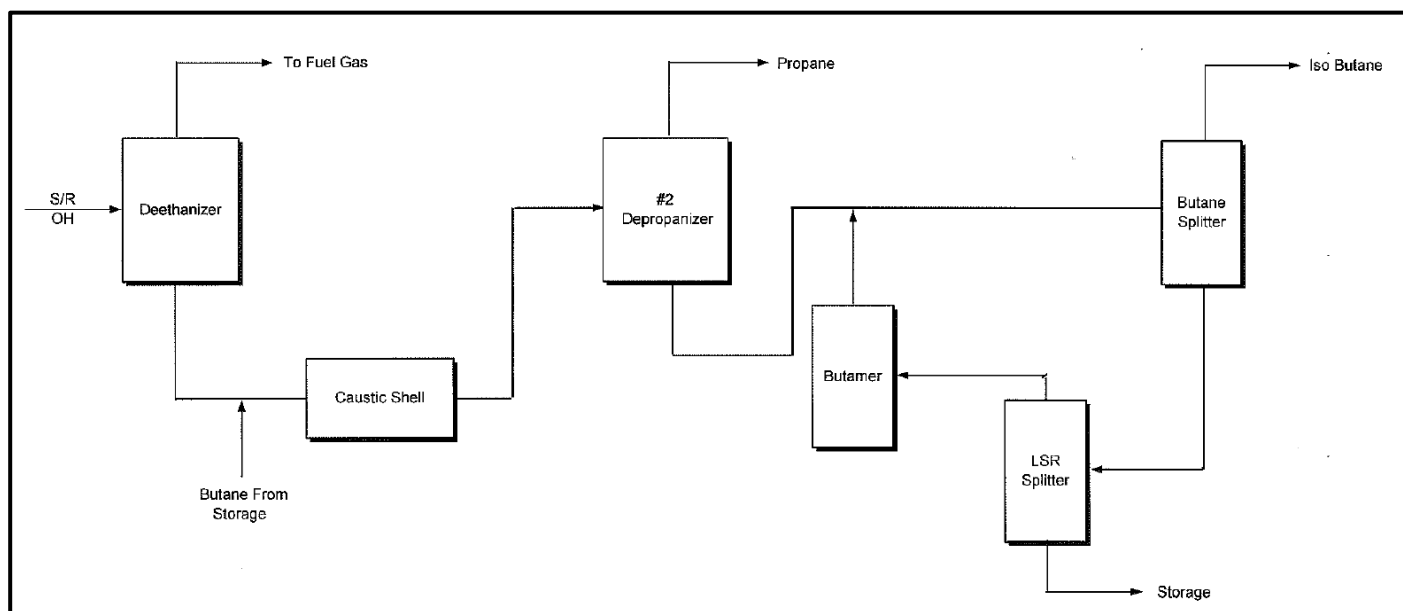 To Fuel Gas
Propane
Iso Butane
S/R
OH
Deethanizer
#2
Depropanizer
Butane
Splitter
Butamer
Caustic Shell
LSR
Splitter
Butane From
Storage
Storage